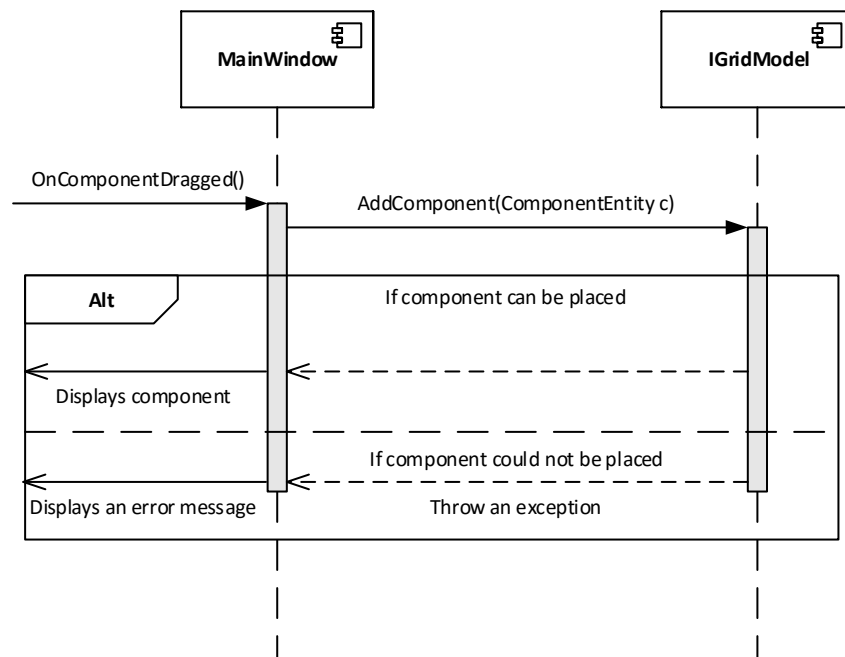 MainWindow
IGridModel
OnComponentDragged()
AddComponent(ComponentEntity c)
Alt
If component can be placed
Displays component
If component could not be placed
Displays an error message
Throw an exception